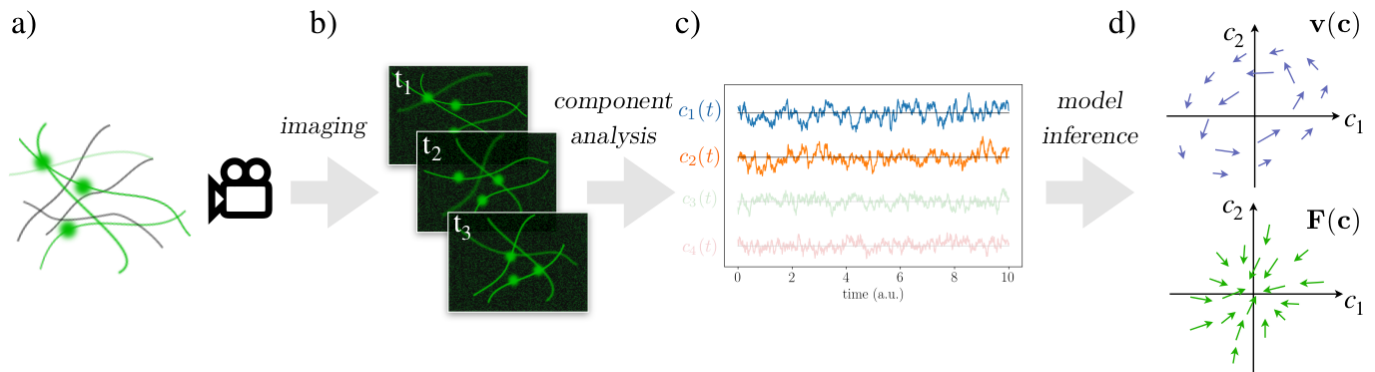 a)
b)
c)
d)
imaging
t1
t2
t3
component
analysis
c1(t)
c2(t)
c3(t)
c4(t)
0 2 4 6 8 10
time (a.u.)
model
inference
v(c)
c2
c1
F(c)
c2
c1